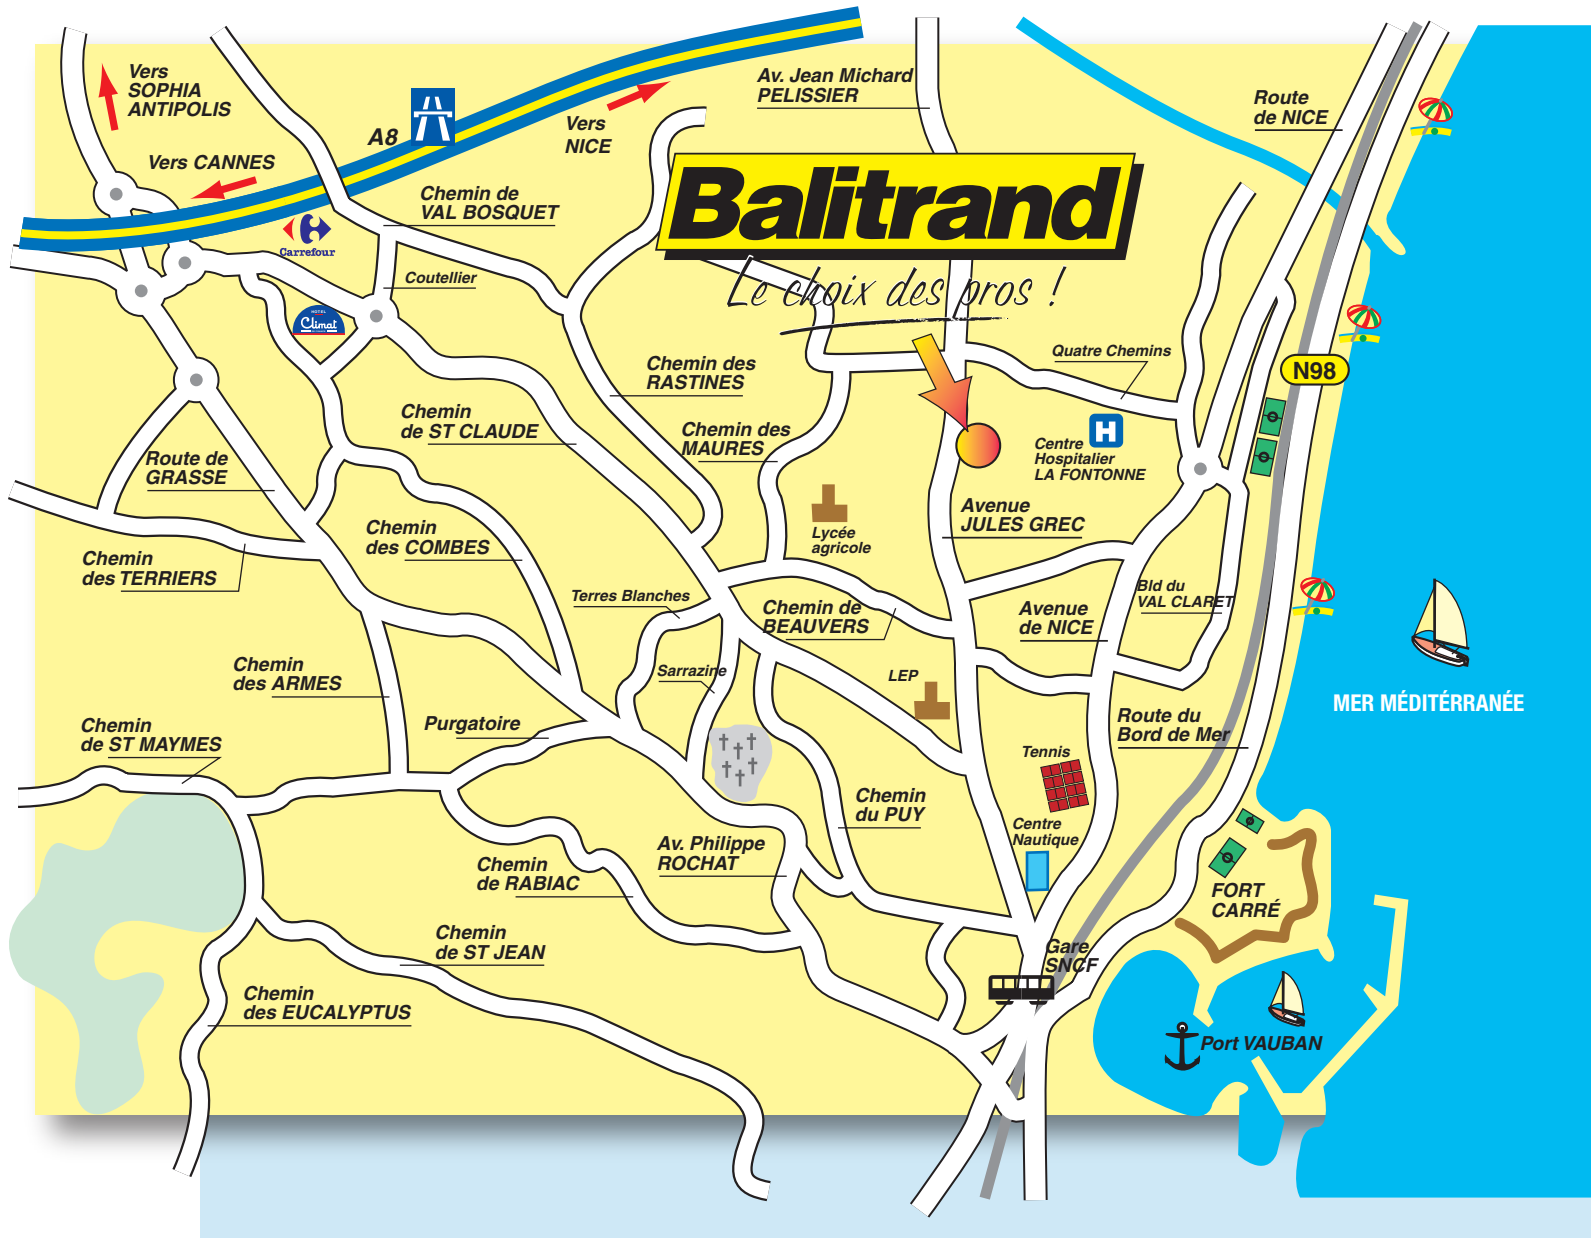 Vers
SOPHIA
ANTIPOLIS
Vers CANNES
A8
Vers
NICE
Av. Jean Michard
PELISSIER
Route
de NICE
Chemin de
VAL BOSQUET
Carrefour
Coutellier
HOTEL
Climat
Balitrand
Le choix des pros !
Chemin des
RASTINES
Quatre Chemins
N98
Chemin
de ST CLAUDE
Chemin des
MAURES
Centre
Hospitalier
LA FONTONNE
H
Route de
GRASSE
Avenue
JULES GREC
Lycée
agricole
Chemin
des COMBES
Chemin
des TERRIERS
Terres Blanches
Chemin de
BEAUVERS
Avenue
de NICE
Bld du
VAL CLARET
Chemin
des ARMES
Sarrazine
LEP
MER MÉDITÉRRANÉE
Chemin
de ST MAYMES
Purgatoire
Route du
Bord de Mer
Tennis
Chemin
du PUY
Centre
Nautique
Av. Philippe
ROCHAT
Chemin
de RABIAC
FORT
CARRÉ
Chemin
de ST JEAN
Gare
SNCF
Chemin
des EUCALYPTUS
Port VAUBAN